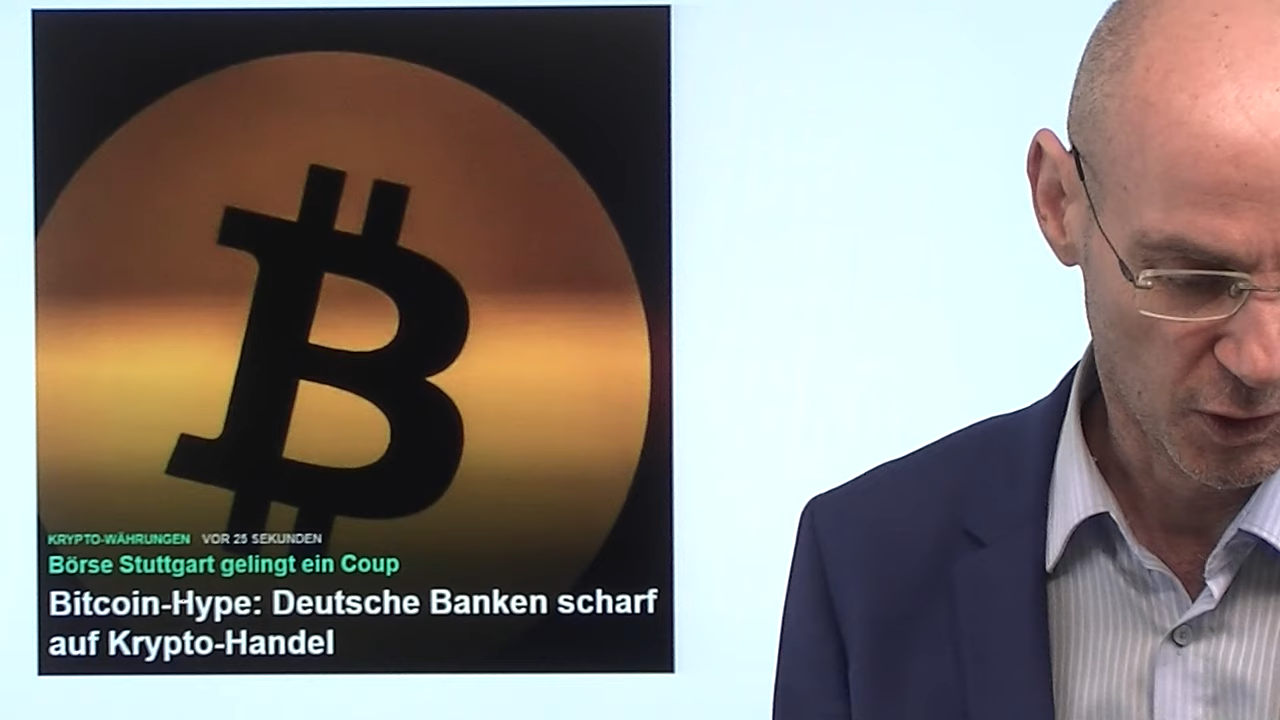 KRYPTO-WÄHRUNGEN VOR 25 SEKUNDEN
Börse Stuttgart gelingt ein Coup
Bitcoin-Hype: Deutsche Banken scharf
auf Krypto-Handel